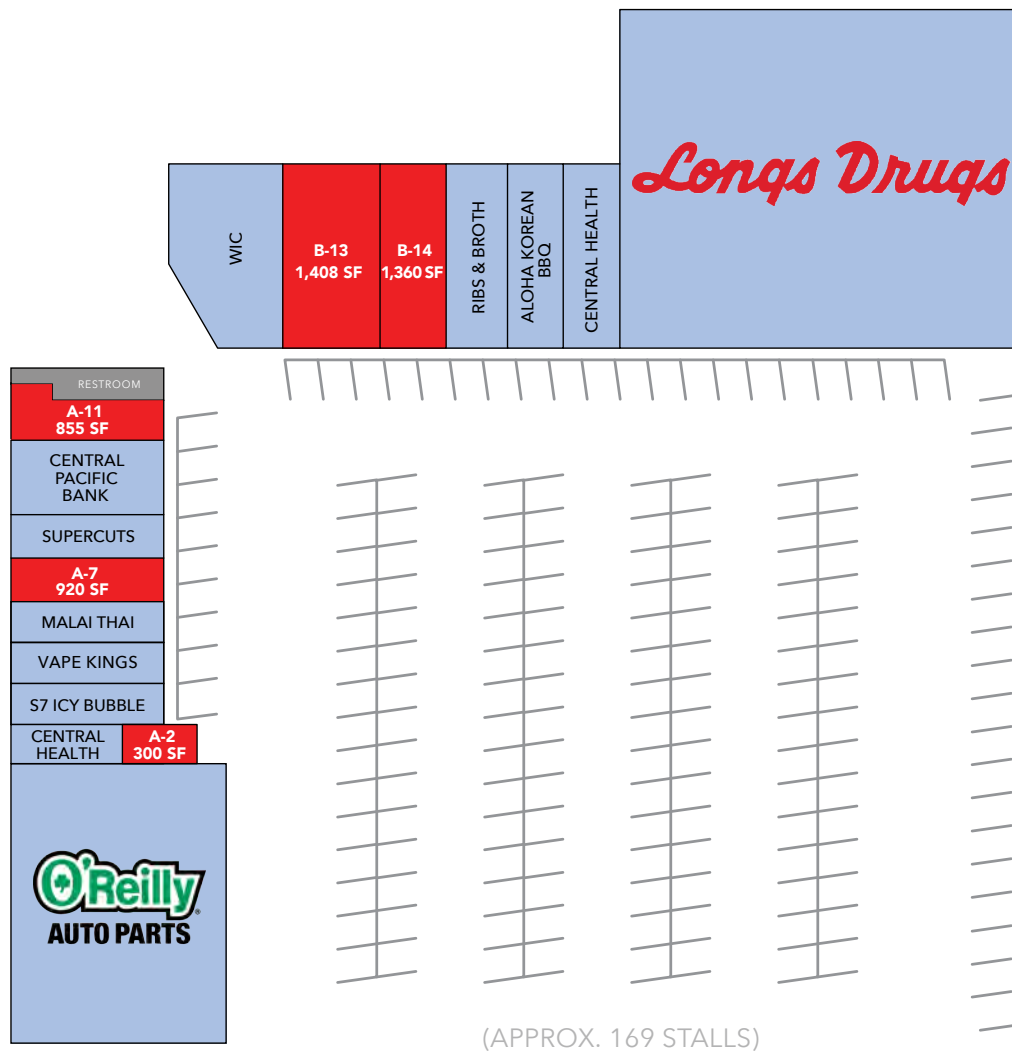 Longs Drugs
WIC
B-13
1,408 SF
B-14
1,360 SF
RIBS & BROTH
ALOHA KOREAN
BBQ
CENTRAL HEALTH
RESTROOM
A-11
855 SF
CENTRAL
PACIFIC
BANK
SUPERCUTS
A-7
920 SF
MALAI THAI
VAPE KINGS
S7 ICY BUBBLE
CENTRAL
HEALTH
A-2
300 SF
O'Reilly
AUTO PARTS
(APPROX. 169 STALLS)